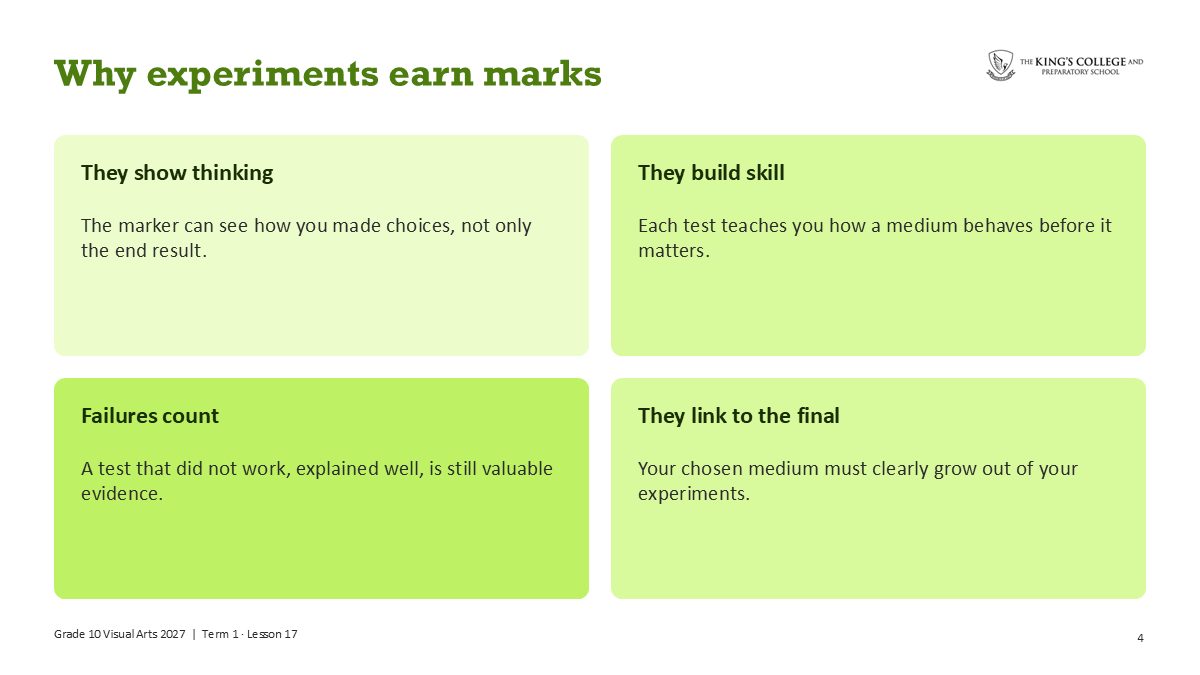 Why experiments earn marks
THE KING'S COLLEGE AND
PREPARATORY SCHOOL
They show thinking
The marker can see how you made choices, not only
the end result.
They build skill
Each test teaches you how a medium behaves before it
matters.
Failures count
A test that did not work, explained well, is still valuable
evidence.
They link to the final
Your chosen medium must clearly grow out of your
experiments.
Grade 10 Visual Arts 2027 | Term 1 · Lesson 17
4